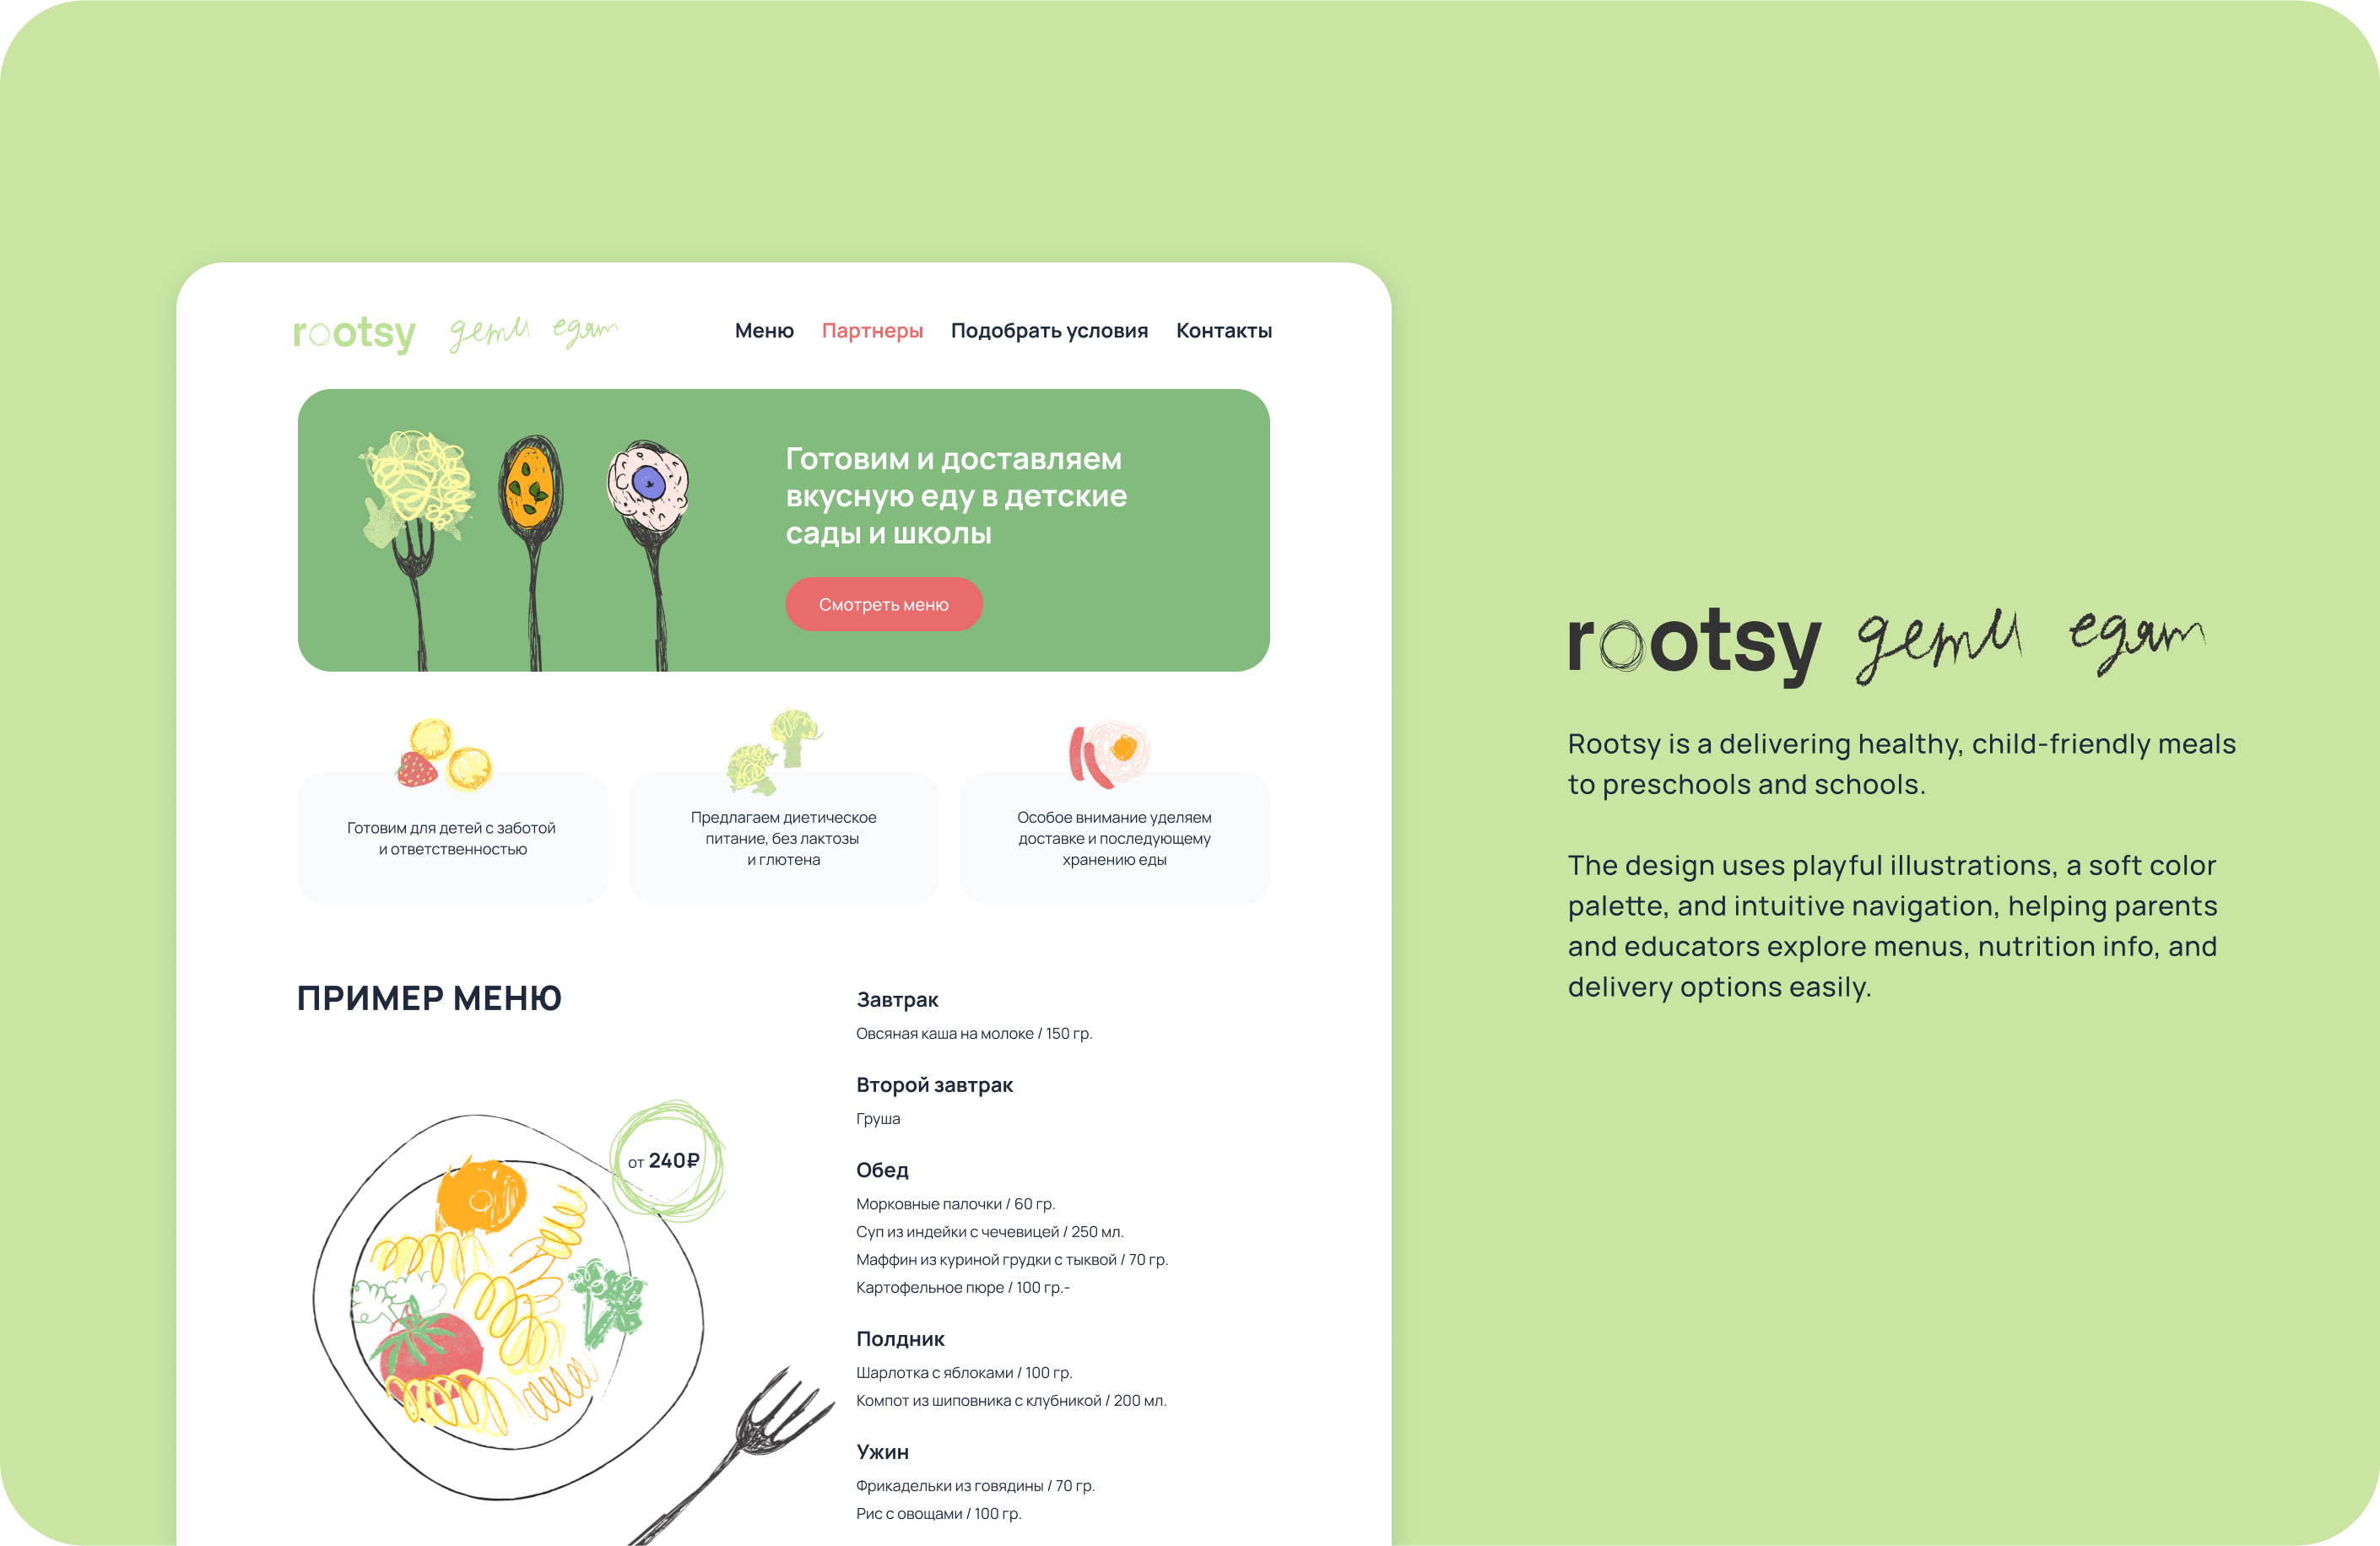 rootsy дети едят
Меню Партнеры Подобрать условия Контакты
Готовим и доставляем
вкусную еду в детские
сады и школы
Смотреть меню
Готовим для детей с заботой
и ответственностью
Предлагаем диетическое
питание, без лактозы
и глютена
Особое внимание уделяем
доставке и последующему
хранению еды
ПРИМЕР МЕНЮ
от 240₽
Завтрак
Овсяная каша на молоке / 150 гр.
Второй завтрак
Груша
Обед
Морковные палочки / 60 гр.
Суп из индейки с чечевицей / 250 мл.
Маффин из куриной грудки с тыквой / 70 гр.
Картофельное пюре / 100 гр.-
Полдник
Шарлотка с яблоками / 100 гр.
Компот из шиповника с клубникой / 200 мл.
Ужин
Фрикадельки из говядины / 70 гр.
Рис с овощами / 100 гр.
rootsy дети едят
Rootsy is a delivering healthy, child-friendly meals
to preschools and schools.
The design uses playful illustrations, a soft color
palette, and intuitive navigation, helping parents
and educators explore menus, nutrition info, and
delivery options easily.